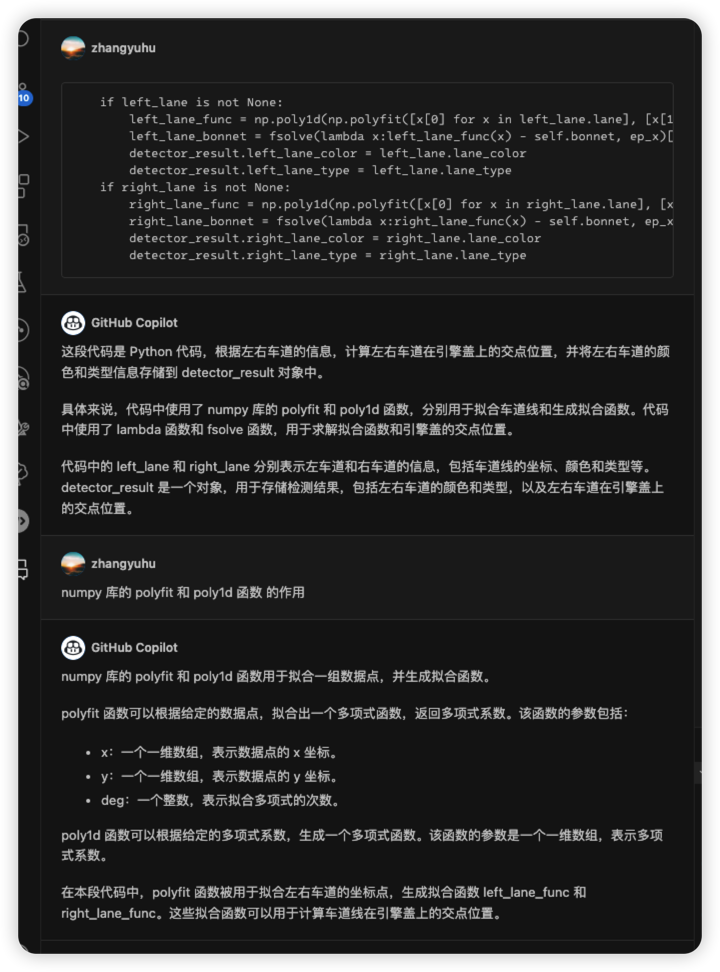 zhangyuhu
10
if left_lane is not None:
left_lane_func = np.poly1d(np.polyfit([x[0] for x in left_lane.lane], [x[1
left_lane_bonnet = fsolve(lambda x:left_lane_func(x) - self.bonnet, ep_x)[
detector_result.left_lane_color = left_lane.lane_color
detector_result.left_lane_type = left_lane.lane_type
if right_lane is not None:
right_lane_func = np.poly1d(np.polyfit([x[0] for x in right_lane.lane], [x
right_lane_bonnet = fsolve(lambda x:right_lane_func(x) - self.bonnet, ep_x
detector_result.right_lane_color = right_lane.lane_color
detector_result.right_lane_type = right_lane.lane_type
GitHub Copilot
这段代码是 Python 代码，根据左右车道的信息，计算左右车道在引擎盖上的交点位置，并将左右车道的颜
色和类型信息存储到 detector_result 对象中。
具体来说，代码中使用了 numpy 库的 polyfit 和 poly1d 函数，分别用于拟合车道线和生成拟合函数。代码
中使用了 lambda 函数和 fsolve 函数，用于求解拟合函数和引擎盖的交点位置。
代码中的 left_lane 和 right_lane 分别表示左车道和右车道的信息，包括车道线的坐标、颜色和类型等。
detector_result 是一个对象，用于存储检测结果，包括左右车道的颜色和类型，以及左右车道在引擎盖上
的交点位置。
zhangyuhu
numpy 库的 polyfit 和 poly1d 函数 的作用
GitHub Copilot
numpy 库的 polyfit 和 poly1d 函数用于拟合一组数据点，并生成拟合函数。
polyfit 函数可以根据给定的数据点，拟合出一个多项式函数，返回多项式系数。该函数的参数包括：
• x：一个一维数组，表示数据点的 x 坐标。
• y：一个一维数组，表示数据点的 y 坐标。
• deg：一个整数，表示拟合多项式的次数。
poly1d 函数可以根据给定的多项式系数，生成一个多项式函数。该函数的参数是一个一维数组，表示多项
式系数。
在本段代码中，polyfit 函数被用于拟合左右车道的坐标点，生成拟合函数 left_lane_func 和
right_lane_func。这些拟合函数可以用于计算车道线在引擎盖上的交点位置。